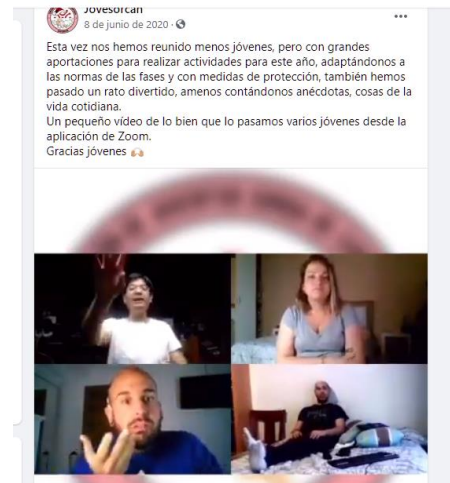 Jovesorcan
8 de junio de 2020 ·
Esta vez nos hemos reunido menos jóvenes, pero con grandes
aportaciones para realizar actividades para este año, adaptándonos a
las normas de las fases y con medidas de protección, también hemos
pasado un rato divertido, amenos contándonos anécdotas, cosas de la
vida cotidiana.
Un pequeño vídeo de lo bien que lo pasamos varios jóvenes desde la
aplicación de Zoom.
Gracias jóvenes